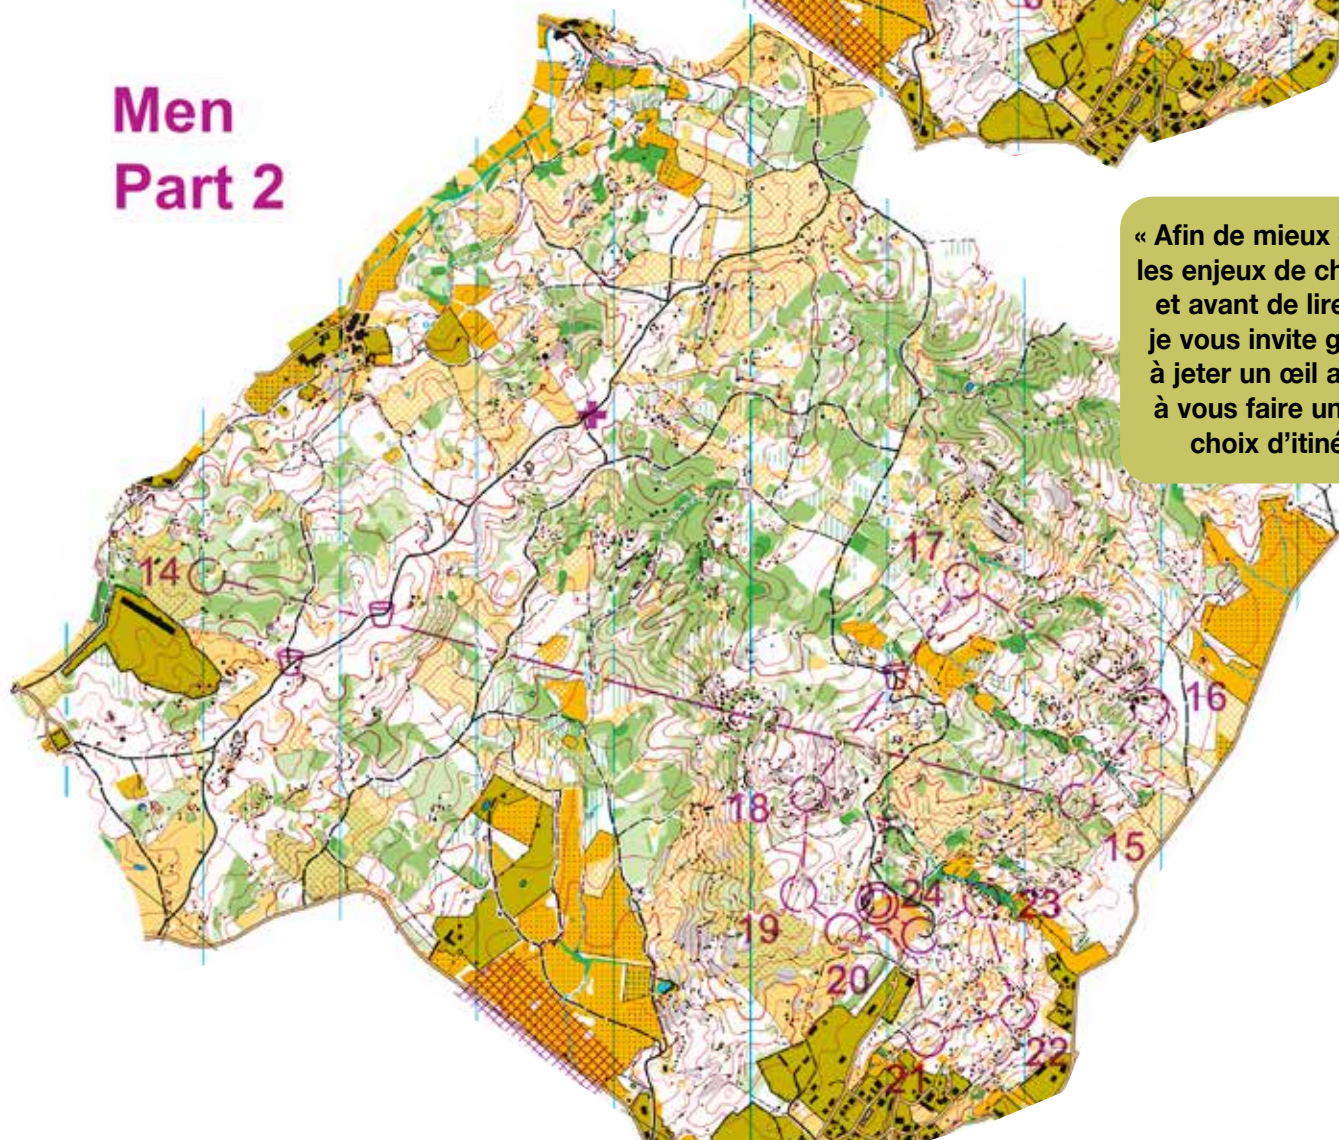 Men
Part 2
« Afin de mieux
les enjeux de ch
et avant de lire
je vous invite g
à jeter un œil a
à vous faire un
choix d'itiné
14
17
16
18
15
24
23
19
20
22
21